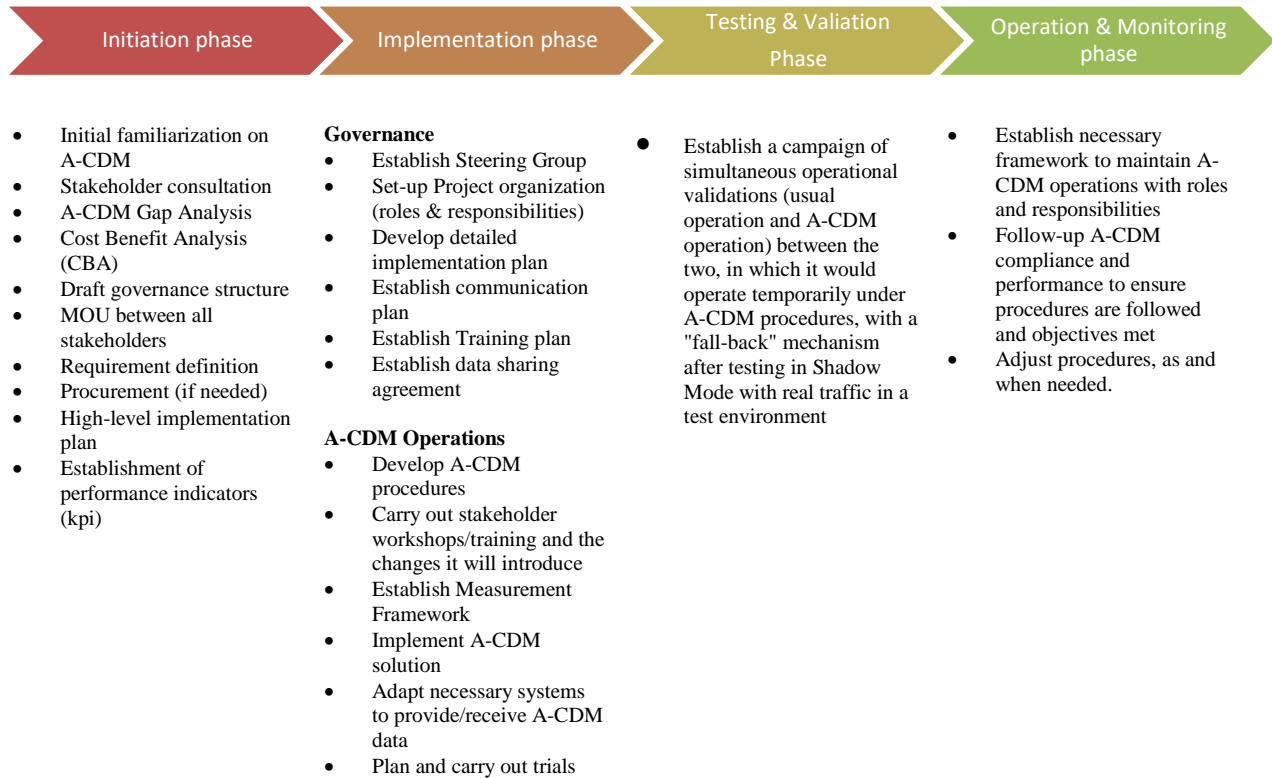 Initiation phase
Implementation phase
Testing & Valiation
Phase
Operation & Monitoring
phase
• Initial familiarization on
A-CDM
• Stakeholder consultation
• A-CDM Gap Analysis
• Cost Benefit Analysis
(CBA)
• Draft governance structure
• MOU between all
stakeholders
• Requirement definition
• Procurement (if needed)
• High-level implementation
plan
• Establishment of
performance indicators
(kpi)
Governance
• Establish Steering Group
• Set-up Project organization
(roles & responsibilities)
• Develop detailed
implementation plan
• Establish communication
plan
• Establish Training plan
• Establish data sharing
agreement
A-CDM Operations
• Develop A-CDM
procedures
• Carry out stakeholder
workshops/training and the
changes it will introduce
• Establish Measurement
Framework
• Implement A-CDM
solution
• Adapt necessary systems
to provide/receive A-CDM
data
• Plan and carry out trials
• Establish a campaign of
simultaneous operational
validations (usual
operation and A-CDM
operation) between the
two, in which it would
operate temporarily under
A-CDM procedures, with a
"fall-back" mechanism
after testing in Shadow
Mode with real traffic in a
test environment
• Establish necessary
framework to maintain A-
CDM operations with roles
and responsibilities
• Follow-up A-CDM
compliance and
performance to ensure
procedures are followed
and objectives met
• Adjust procedures, as and
when needed.